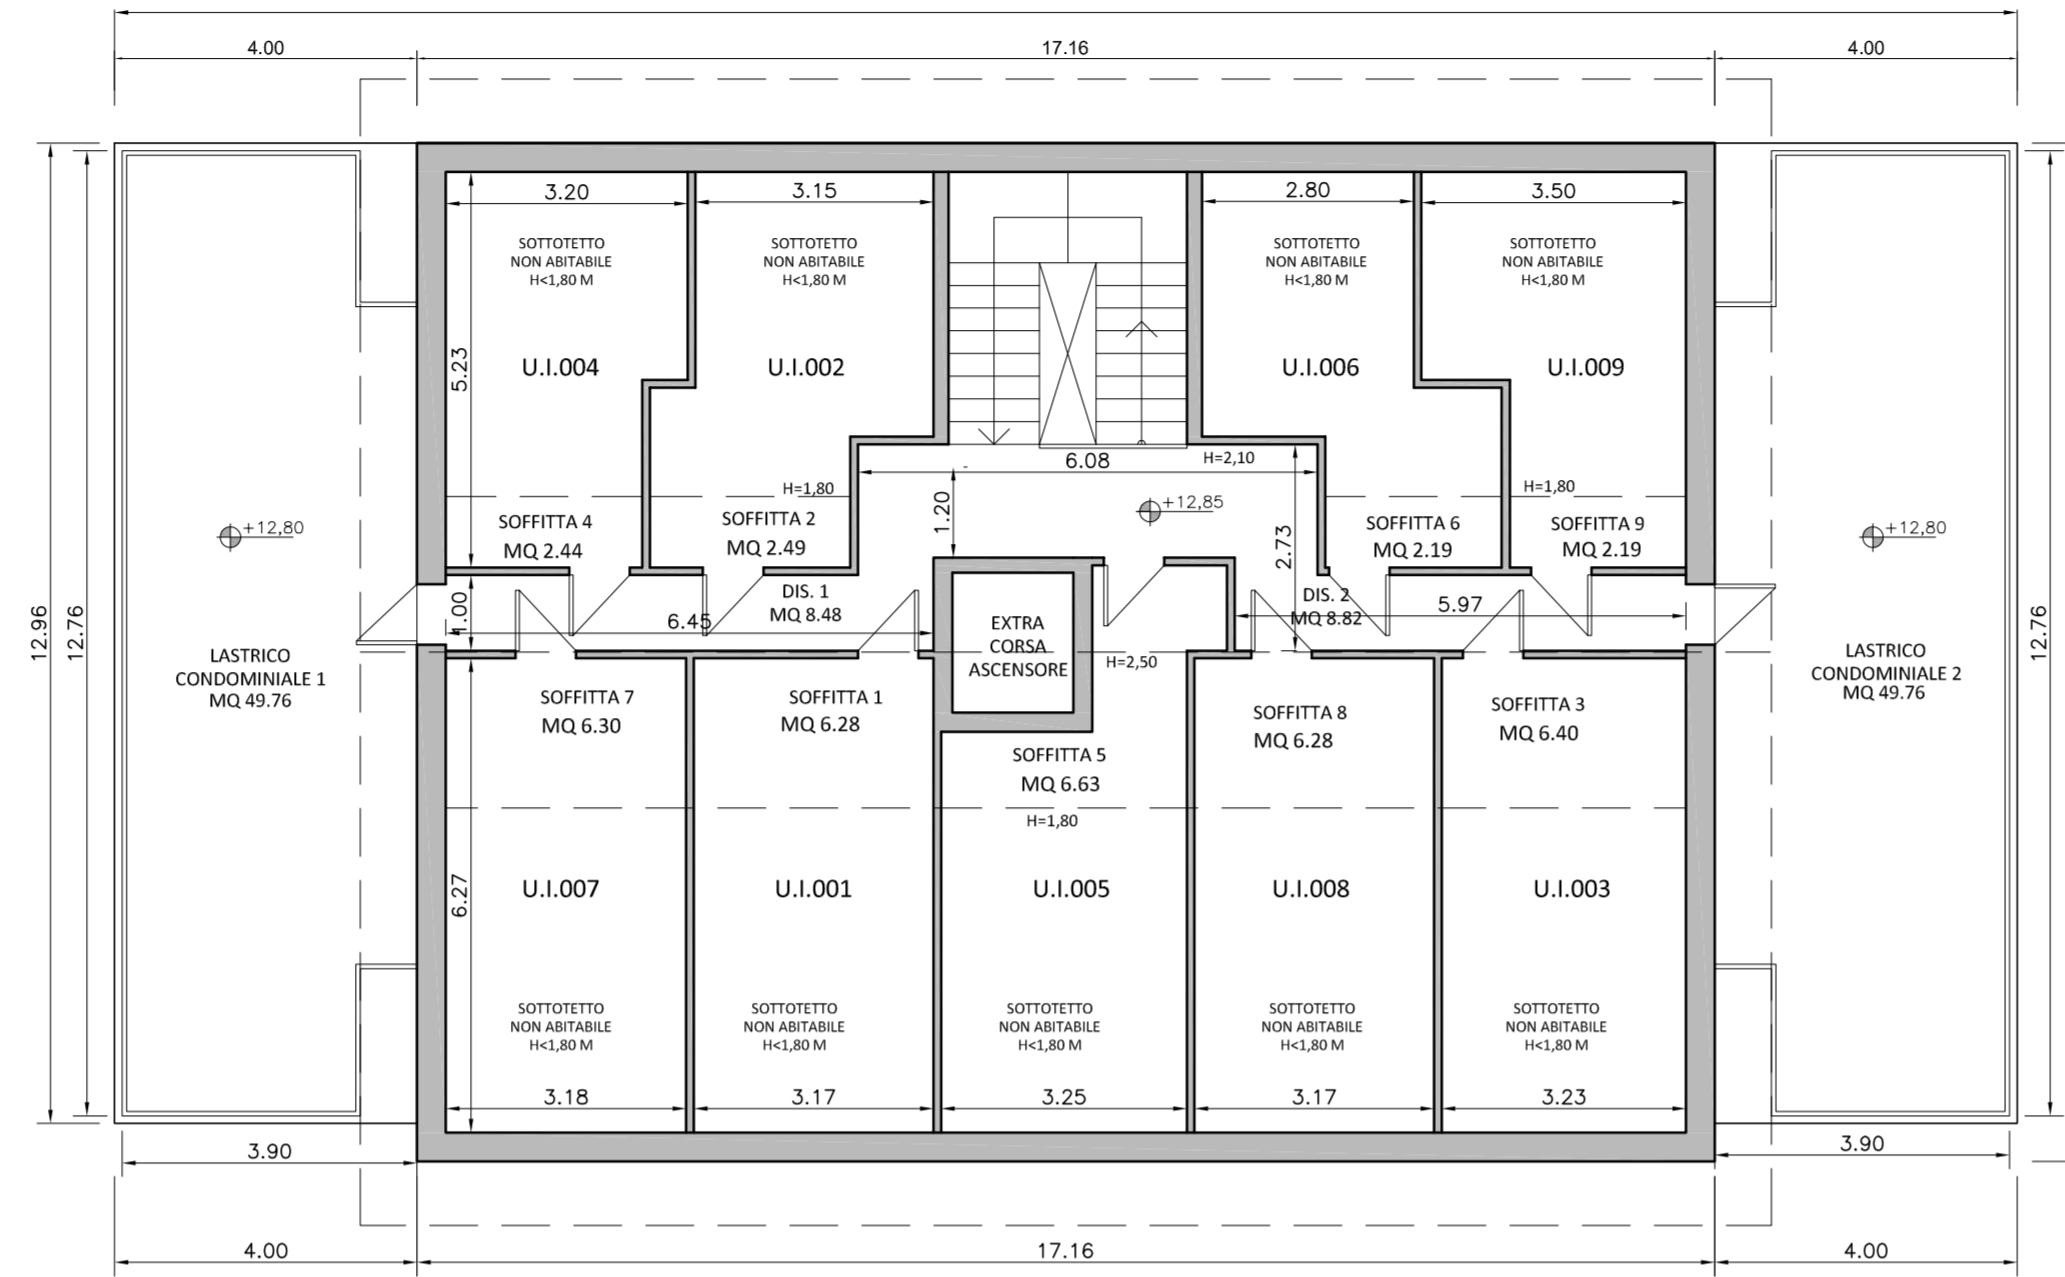 4.00
17.16
4.00
3.20
3.15
2.80
3.50
SOTTOTETTO
NON ABITABILE
H<1,80 M
SOTTOTETTO
NON ABITABILE
H<1,80 M
SOTTOTETTO
NON ABITABILE
H<1,80 M
SOTTOTETTO
NON ABITABILE
H<1,80 M
5.23
U.I.004
U.I.002
U.I.006
U.I.009
6.08
H=2,10
H=1,80
H=1,80
1.20
+12,85
SOFFITTA 4
MQ 2.44
SOFFITTA 2
MQ 2.49
SOFFITTA 6
MQ 2.19
SOFFITTA 9
MQ 2.19
+12,80
+12,80
2.73
12.96
12.76
12.76
1.00
DIS. 1
MQ 8.48
6.45
DIS. 2
MQ 8.82
5.97
EXTRA
CORSA
ASCENSORE
H=2,50
LASTRICO
CONDOMINIALE 1
MQ 49.76
LASTRICO
CONDOMINIALE 2
MQ 49.76
SOFFITTA 7
MQ 6.30
SOFFITTA 1
MQ 6.28
SOFFITTA 5
MQ 6.63
SOFFITTA 8
MQ 6.28
SOFFITTA 3
MQ 6.40
H=1,80
6.27
U.I.007
U.I.001
U.I.005
U.I.008
U.I.003
SOTTOTETTO
NON ABITABILE
H<1,80 M
SOTTOTETTO
NON ABITABILE
H<1,80 M
SOTTOTETTO
NON ABITABILE
H<1,80 M
SOTTOTETTO
NON ABITABILE
H<1,80 M
SOTTOTETTO
NON ABITABILE
H<1,80 M
3.18
3.17
3.25
3.17
3.23
3.90
3.90
4.00
17.16
4.00